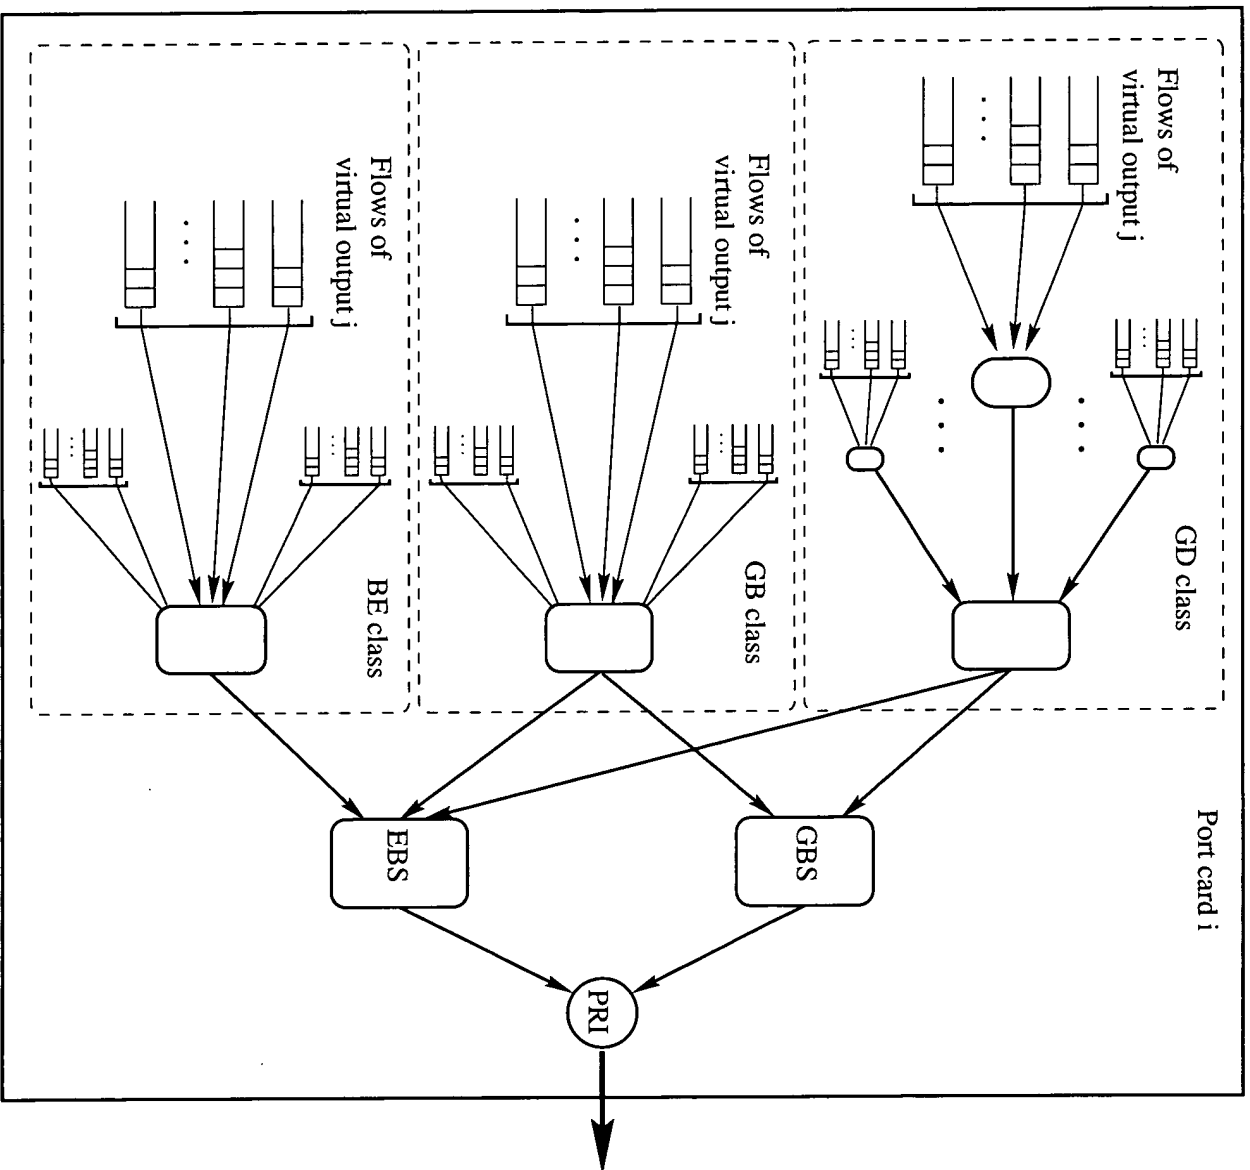 Port card i
GD class
Flows of
virtual output j
GB class
Flows of
virtual output j
BE class
Flows of
virtual output j
GBS
EBS
PRI